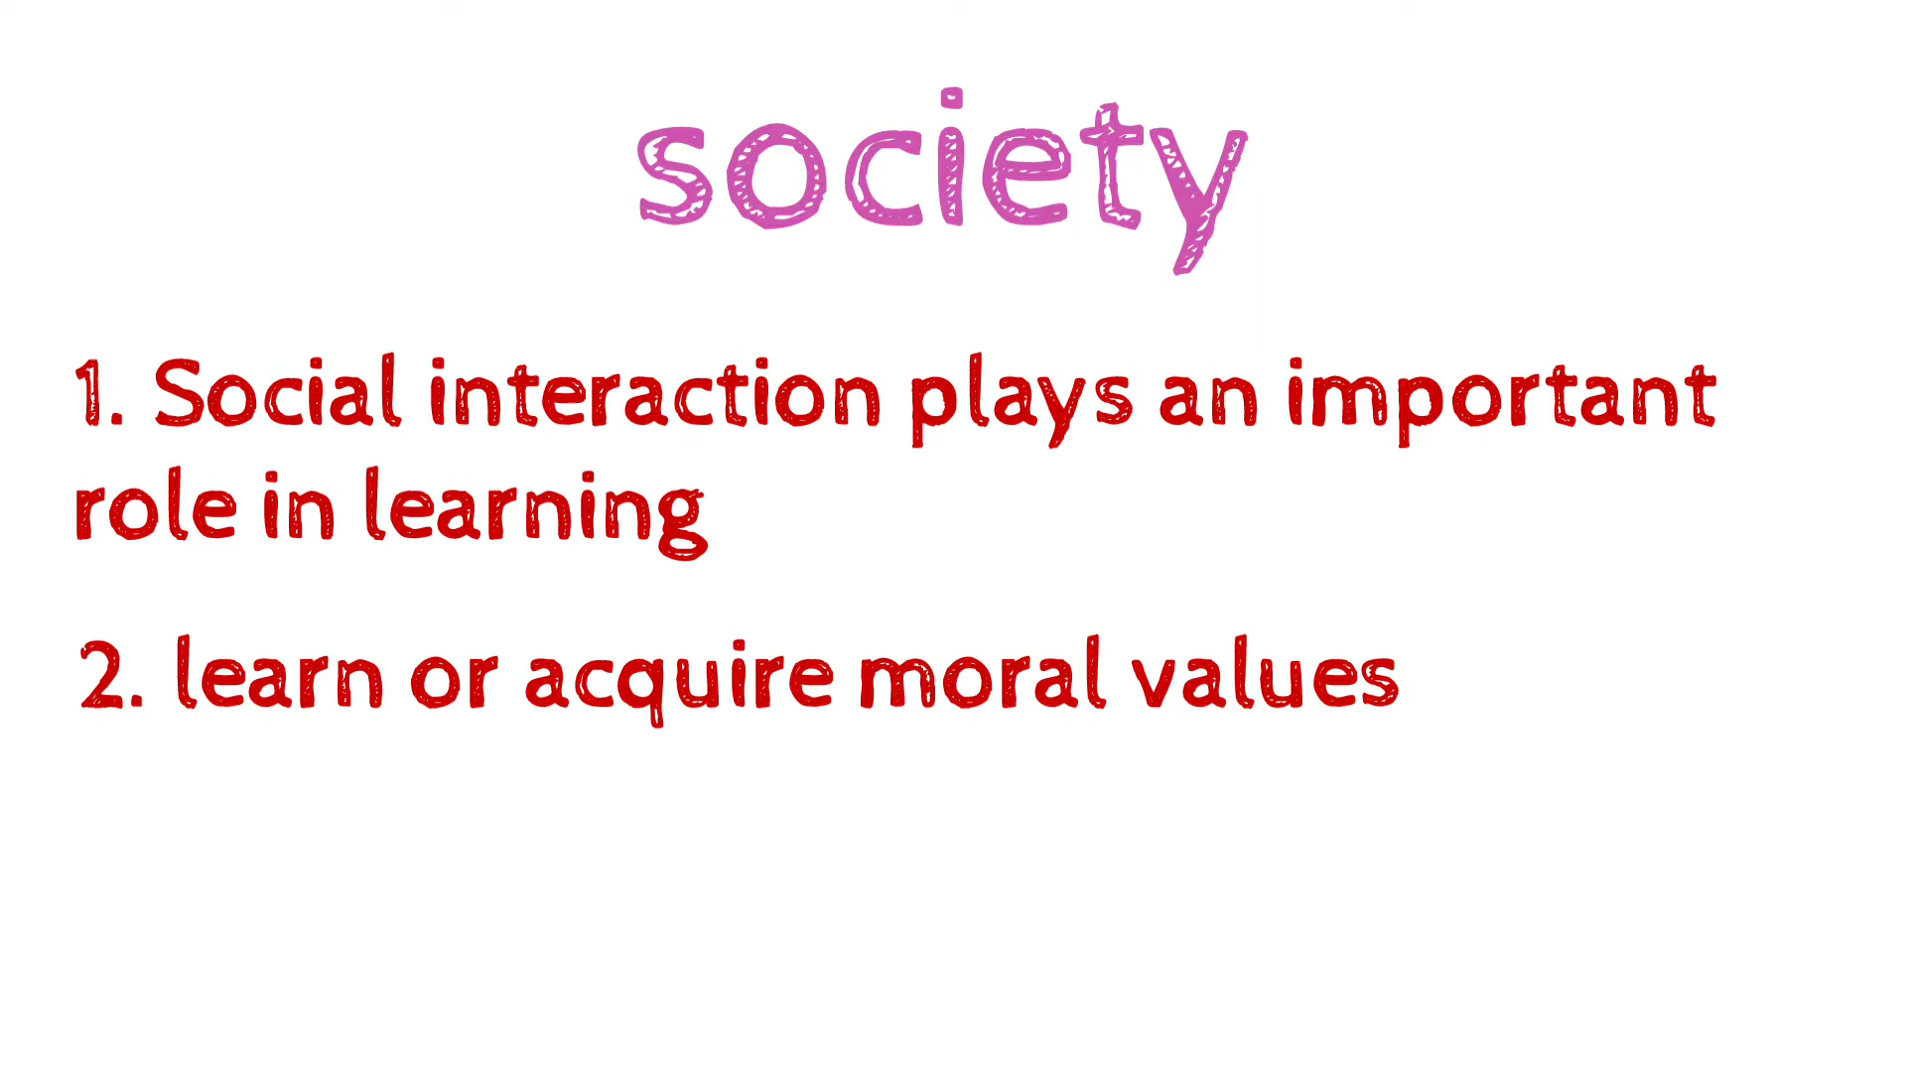 society
1. Social interaction plays an important
role in learning
2. learn or acquire moral values